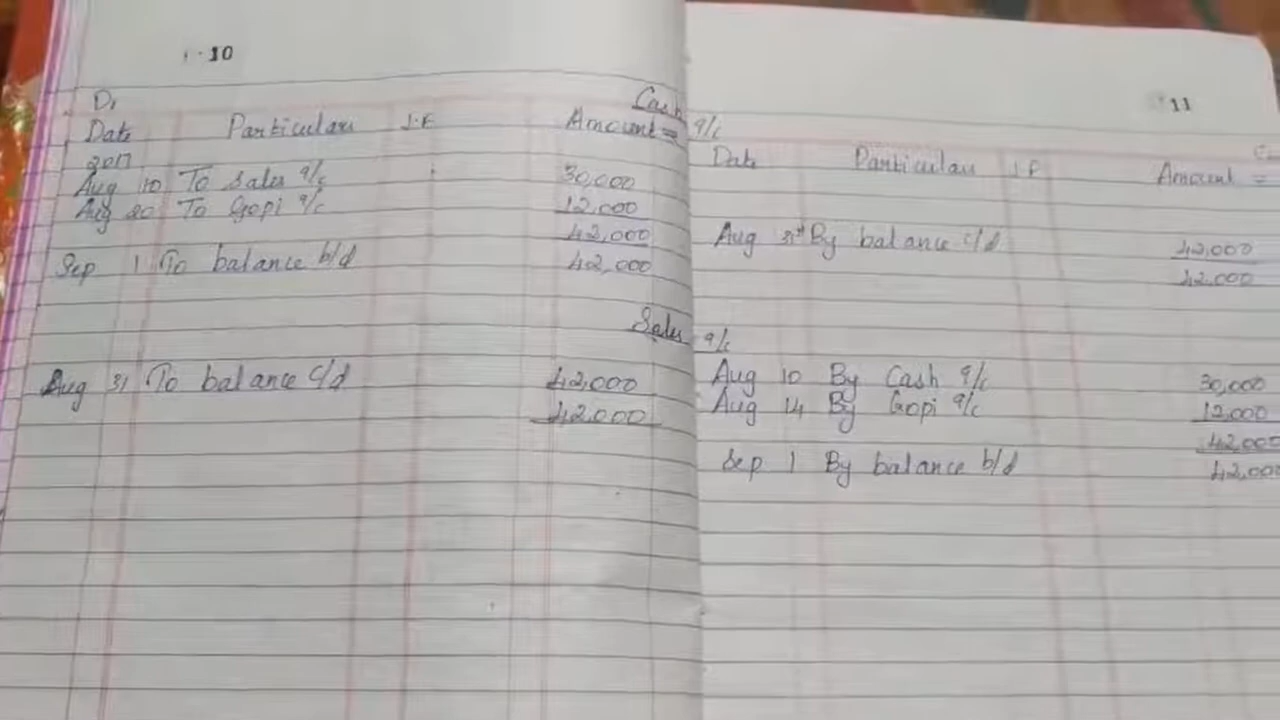 10
11
Dr
Cash a/c
Date Particulars J.F Amount =
Date Particulars J.F Amount =
2017
Aug 10 To Sales a/c 30,000
Aug 20 To Gopi a/c 12,000
42,000 Aug 31st By balance c/d 42,000
Sep 1 To balance b/d 42,000 42,000
Sales a/c
Aug 31 To balance c/d 42,000 Aug 10 By Cash a/c 30,000
42,000 Aug 14 By Gopi a/c 12,000
42,000
Sep 1 By balance b/d 42,000